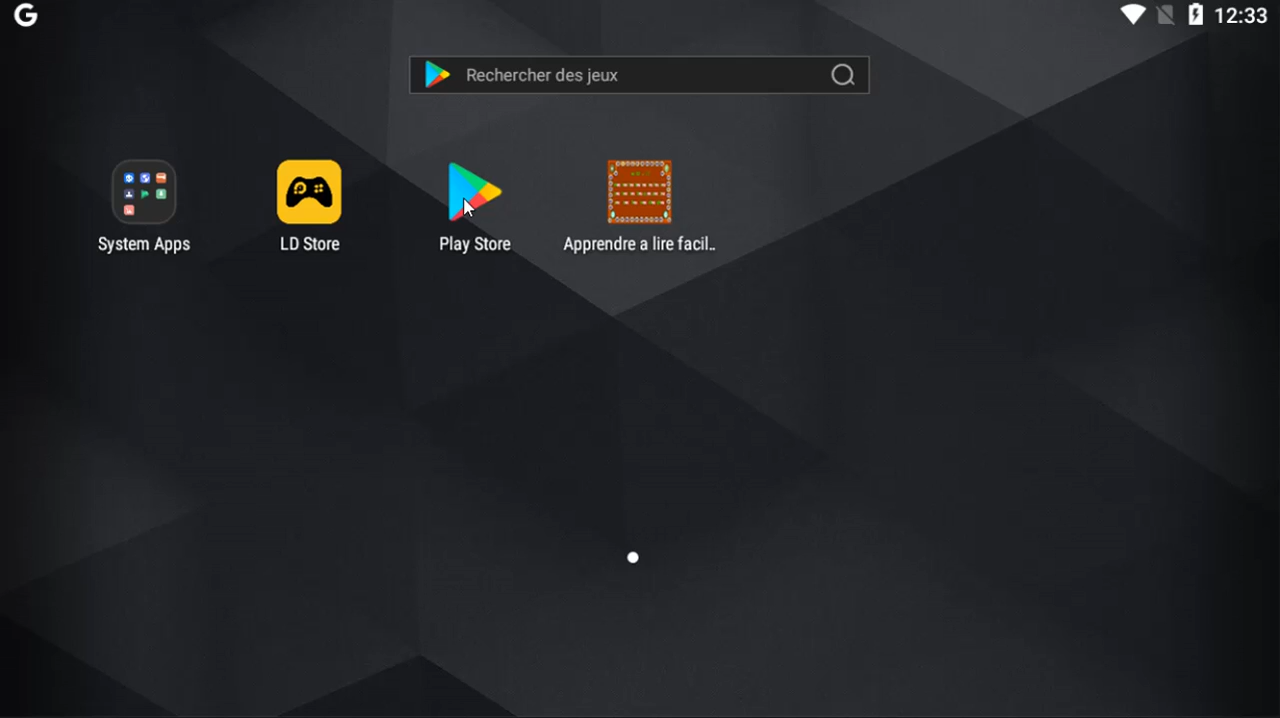 12:33
Rechercher des jeux
System Apps
LD Store
Play Store
Apprendre a lire facil..